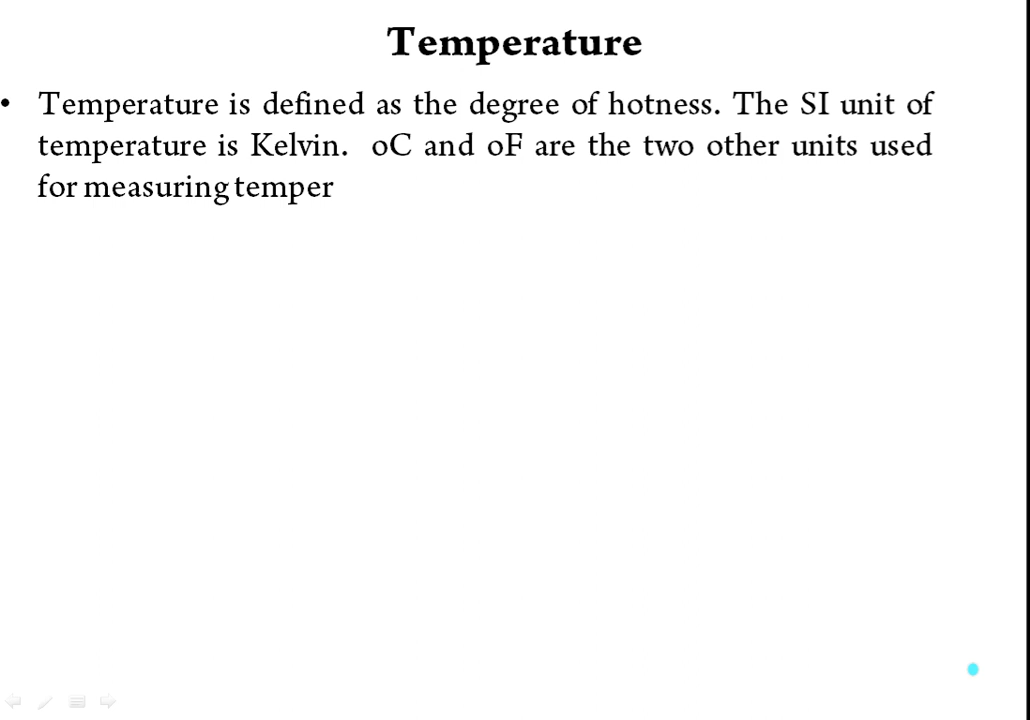 Temperature
• Temperature is defined as the degree of hotness. The SI unit of
temperature is Kelvin. oC and oF are the two other units used
for measuring temper